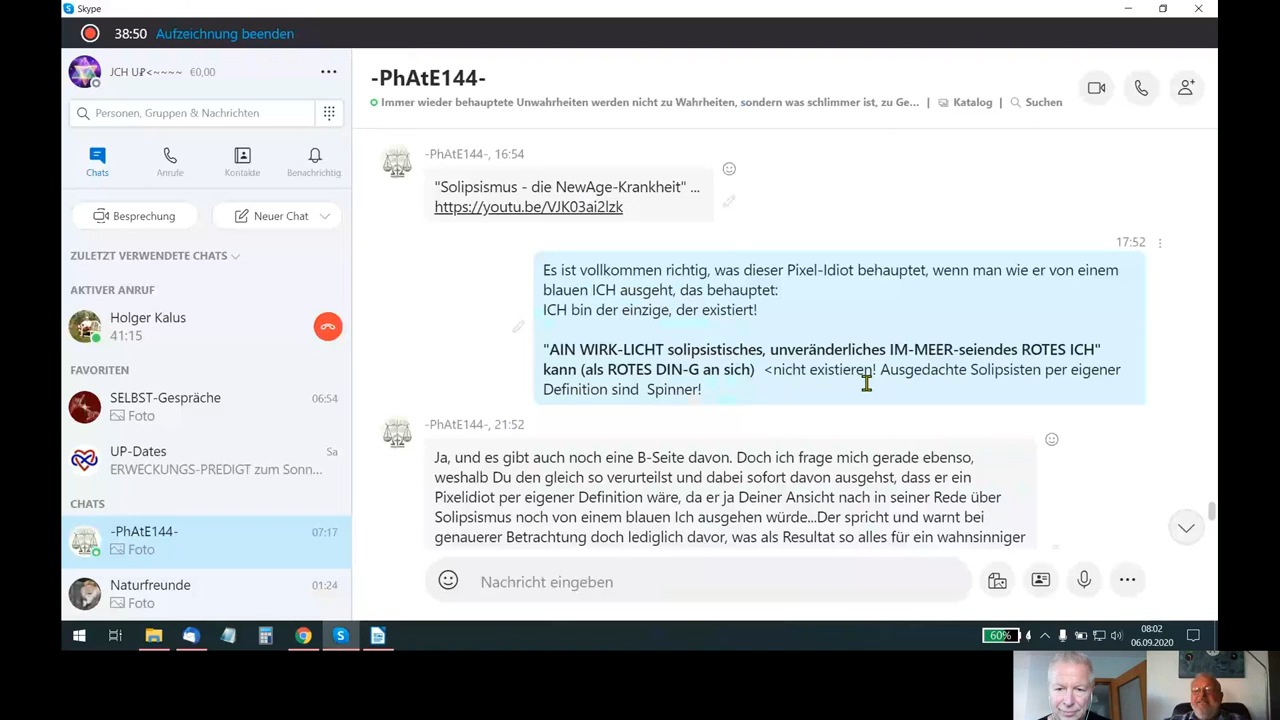 Skype
38:50 Aufzeichnung beenden
€0,00
Personen, Gruppen & Nachrichten
Chats
Anrufe
Kontakte
Benachrichtig
Besprechung
Neuer Chat
ZULETZT VERWENDETE CHATS
AKTIVER ANRUF
Holger Kalus
41:15
FAVORITEN
SELBST-Gespräche 06:54
Foto
UP-Dates Sa
ERWECKUNGS-PREDIGT zum Sonn...
CHATS
-PhAtE144- 07:17
Foto
Naturfreunde 01:24
Foto
-PhAtE144-
Immer wieder behauptete Unwahrheiten werden nicht zu Wahrheiten, sondern was schlimmer ist, zu Ge... | Katalog | Suchen
-PhAtE144-, 16:54
"Solipsismus - die NewAge-Krankheit" ...
https://youtu.be/VJK03ai2lzk
17:52
Es ist vollkommen richtig, was dieser Pixel-Idiot behauptet, wenn man wie er von einem
blauen ICH ausgeht, das behauptet:
ICH bin der einzige, der existiert!
"AIN WIRK-LICHT solipsistisches, unveränderliches IM-MEER-seiendes ROTES ICH"
kann (als ROTES DIN-G an sich) <nicht existieren! Ausgedachte Solipsisten per eigener
Definition sind Spinner!
-PhAtE144-, 21:52
Ja, und es gibt auch noch eine B-Seite davon. Doch ich frage mich gerade ebenso,
weshalb Du den gleich so verurteilst und dabei sofort davon ausgehst, dass er ein
Pixelidiot per eigener Definition wäre, da er ja Deiner Ansicht nach in seiner Rede über
Solipsismus noch von einem blauen Ich ausgehen würde...Der spricht und warnt bei
genauerer Betrachtung doch lediglich davor, was als Resultat so alles für ein wahnsinniger
Nachricht eingeben
60%
08:02
06.09.2020